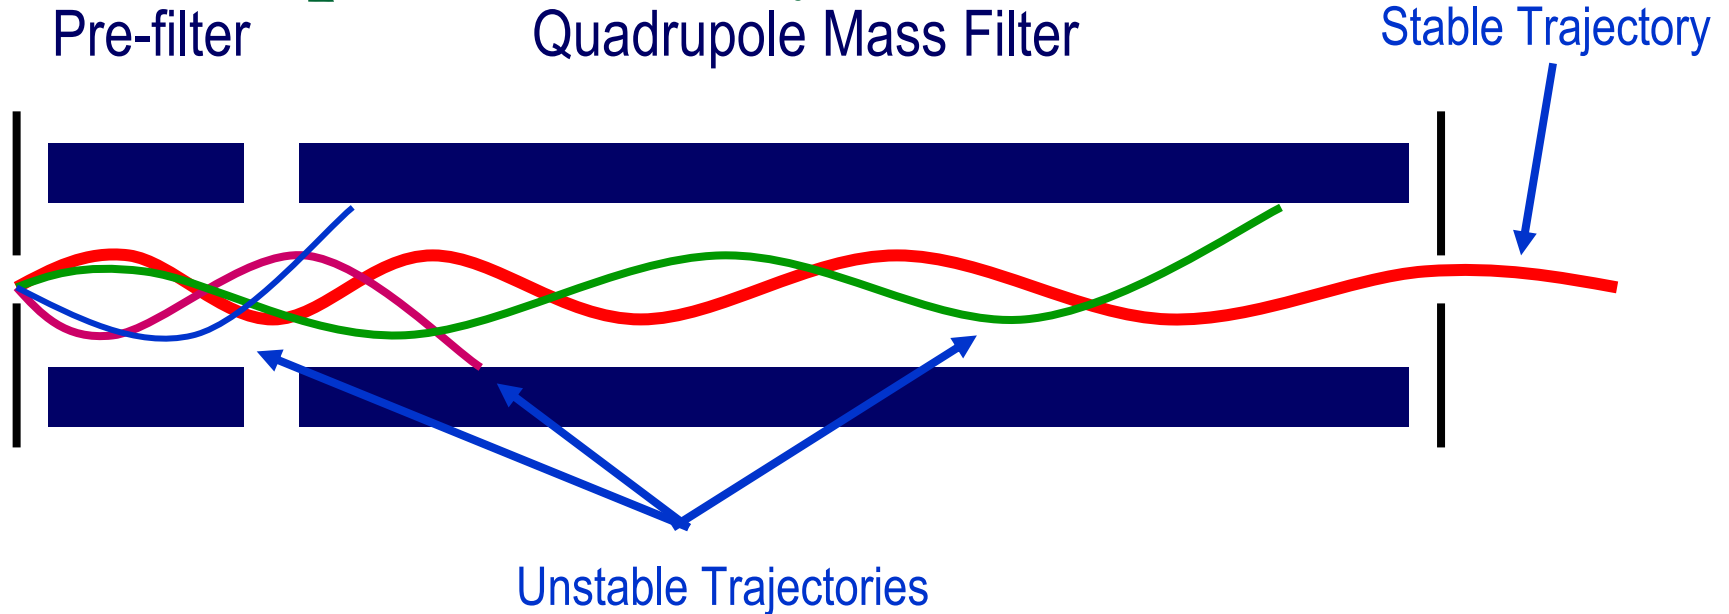 Pre-filter
Quadrupole Mass Filter
Stable Trajectory
Unstable Trajectories